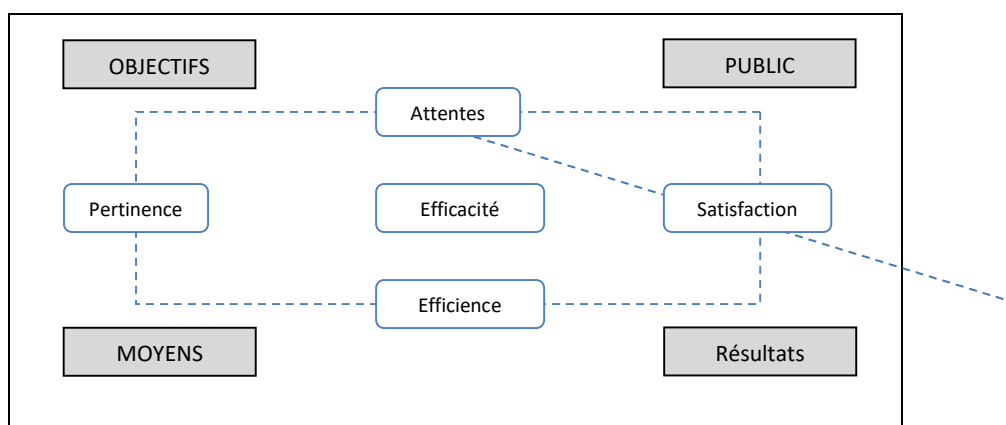 OBJECTIFS
PUBLIC
Attentes
Pertinence
Efficacité
Satisfaction
Efficience
MOYENS
Résultats